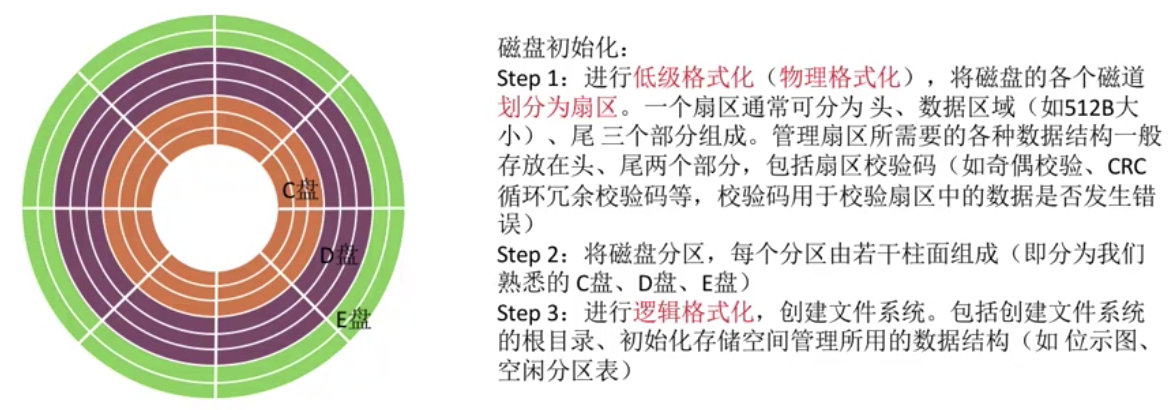 磁盘初始化：
Step 1：进行低级格式化（物理格式化），将磁盘的各个磁道
划分为扇区。一个扇区通常可分为 头、数据区域（如512B大
小）、尾 三个部分组成。管理扇区所需要的各种数据结构一般
存放在头、尾两个部分，包括扇区校验码（如奇偶校验、CRC
循环冗余校验码等，校验码用于校验扇区中的数据是否发生错
误）
Step 2：将磁盘分区，每个分区由若干柱面组成（即分为我们
熟悉的 C盘、D盘、E盘）
Step 3：进行逻辑格式化，创建文件系统。包括创建文件系统
的根目录、初始化存储空间管理所用的数据结构（如 位示图、
空闲分区表）
C盘
D盘
E盘